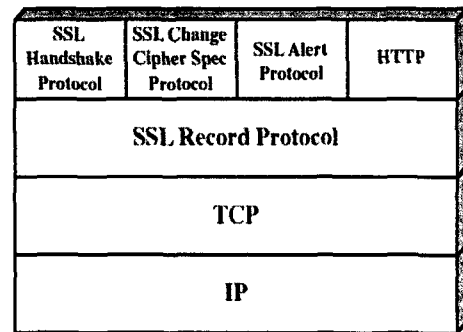 SSL
Handshake
Protocol
SSL Change
Cipher Spec
Protocol
SSL Alert
Protocol
HTTP
SSL Record Protocol
TCP
IP